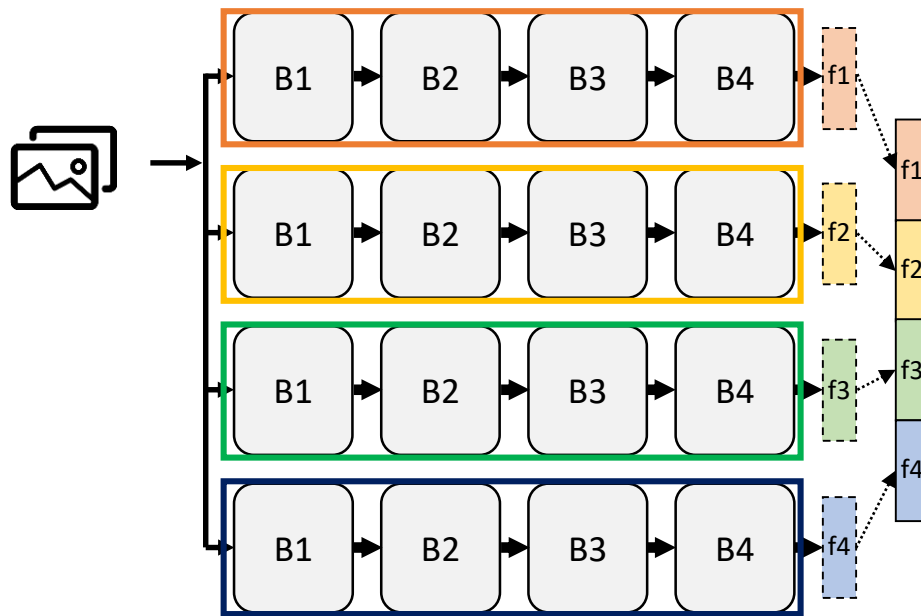 B1 B2 B3 B4 f1
f1
B1 B2 B3 B4 f2
f2
B1 B2 B3 B4 f3
f3
B1 B2 B3 B4 f4
f4